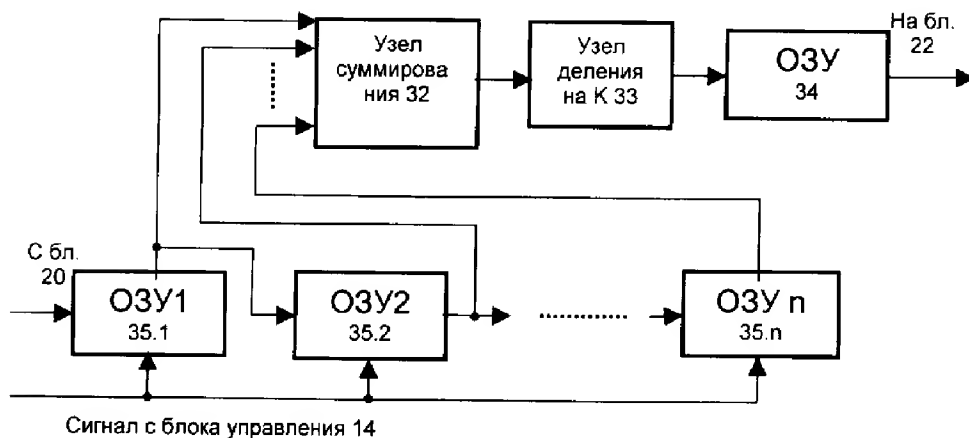 Узел
суммирова
ния 32
Узел
деления
на К 33
ОЗУ
34
На бл.
22
С бл.
20
ОЗУ1
35.1
ОЗУ2
35.2
ОЗУ n
35.n
Сигнал с блока управления 14